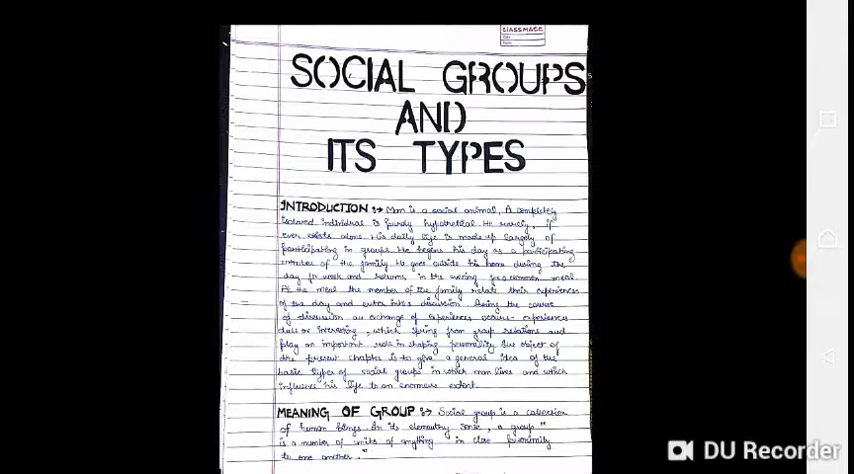 CLASSMATE
SOCIAL GROUPS
AND
ITS TYPES
INTRODUCTION :→ Man is a social animal. A completely
isolated individual is purely hypothetical. He rarely, if
ever exists alone. His daily life is made up largely of
participating in groups. He begins his day as a participating
member of the family. He goes outside the home during the
day for work and returns in the evening for a common meal.
At the meal the member of the family relate their experiences
of the day and enter into a discussion. During the course
of discussion an exchange of experiences occurs - experiences
dull or interesting, which spring from group relations and
play an important role in shaping personality. The object of
the present chapter is to give a general idea of the
basic types of social groups in which man lives and which
influence his life to an enormous extent.
MEANING OF GROUP :→ Social group is a collection
of human beings. In its elementry sense, a group "
is a number of units of anything in close proximity
to one another."
DU Recorder